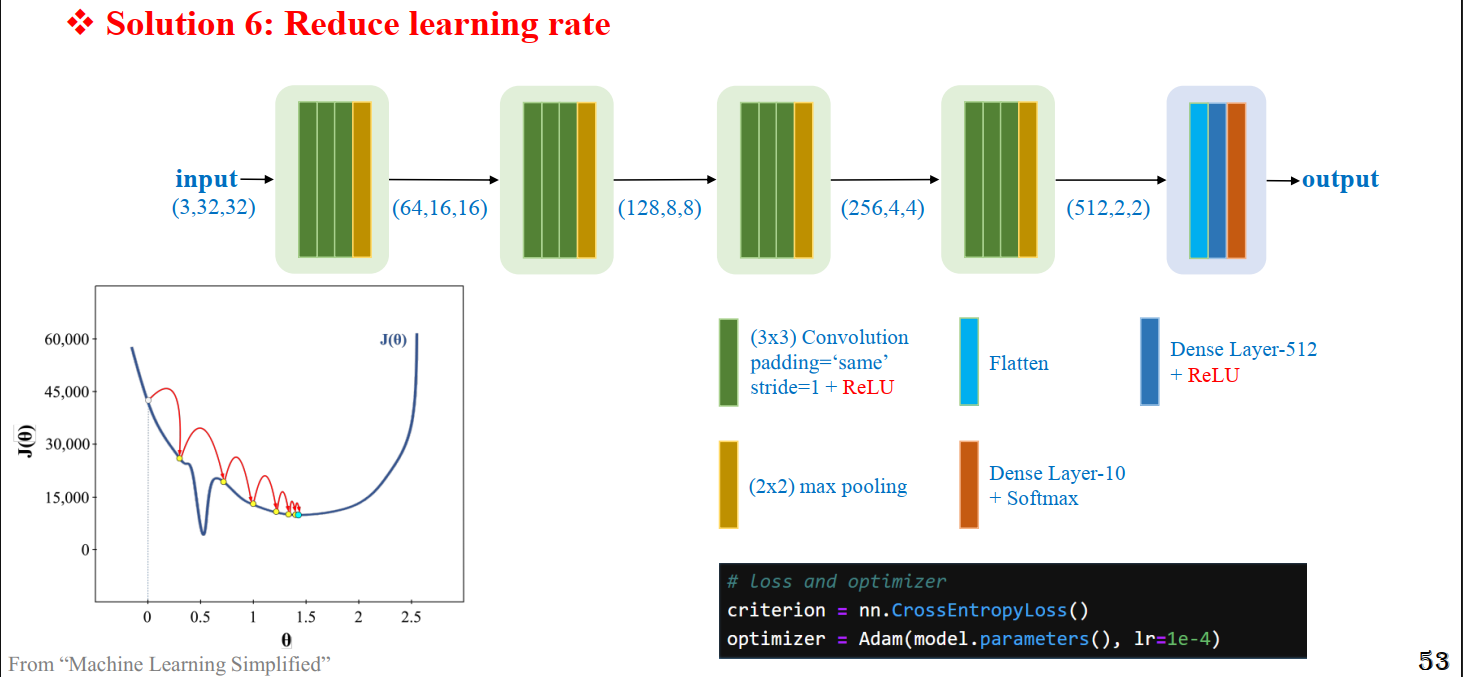 ❖ Solution 6: Reduce learning rate
input
(3,32,32)
(64,16,16)
(128,8,8)
(256,4,4)
(512,2,2)
output
J(θ)
J(θ)
60,000
45,000
30,000
15,000
0
0 0.5 1 1.5 2 2.5
θ
From “Machine Learning Simplified”
(3x3) Convolution
padding=‘same’
stride=1 + ReLU
Flatten
Dense Layer-512
+ ReLU
(2x2) max pooling
Dense Layer-10
+ Softmax
# loss and optimizer
criterion = nn.CrossEntropyLoss()
optimizer = Adam(model.parameters(), lr=1e-4)
53